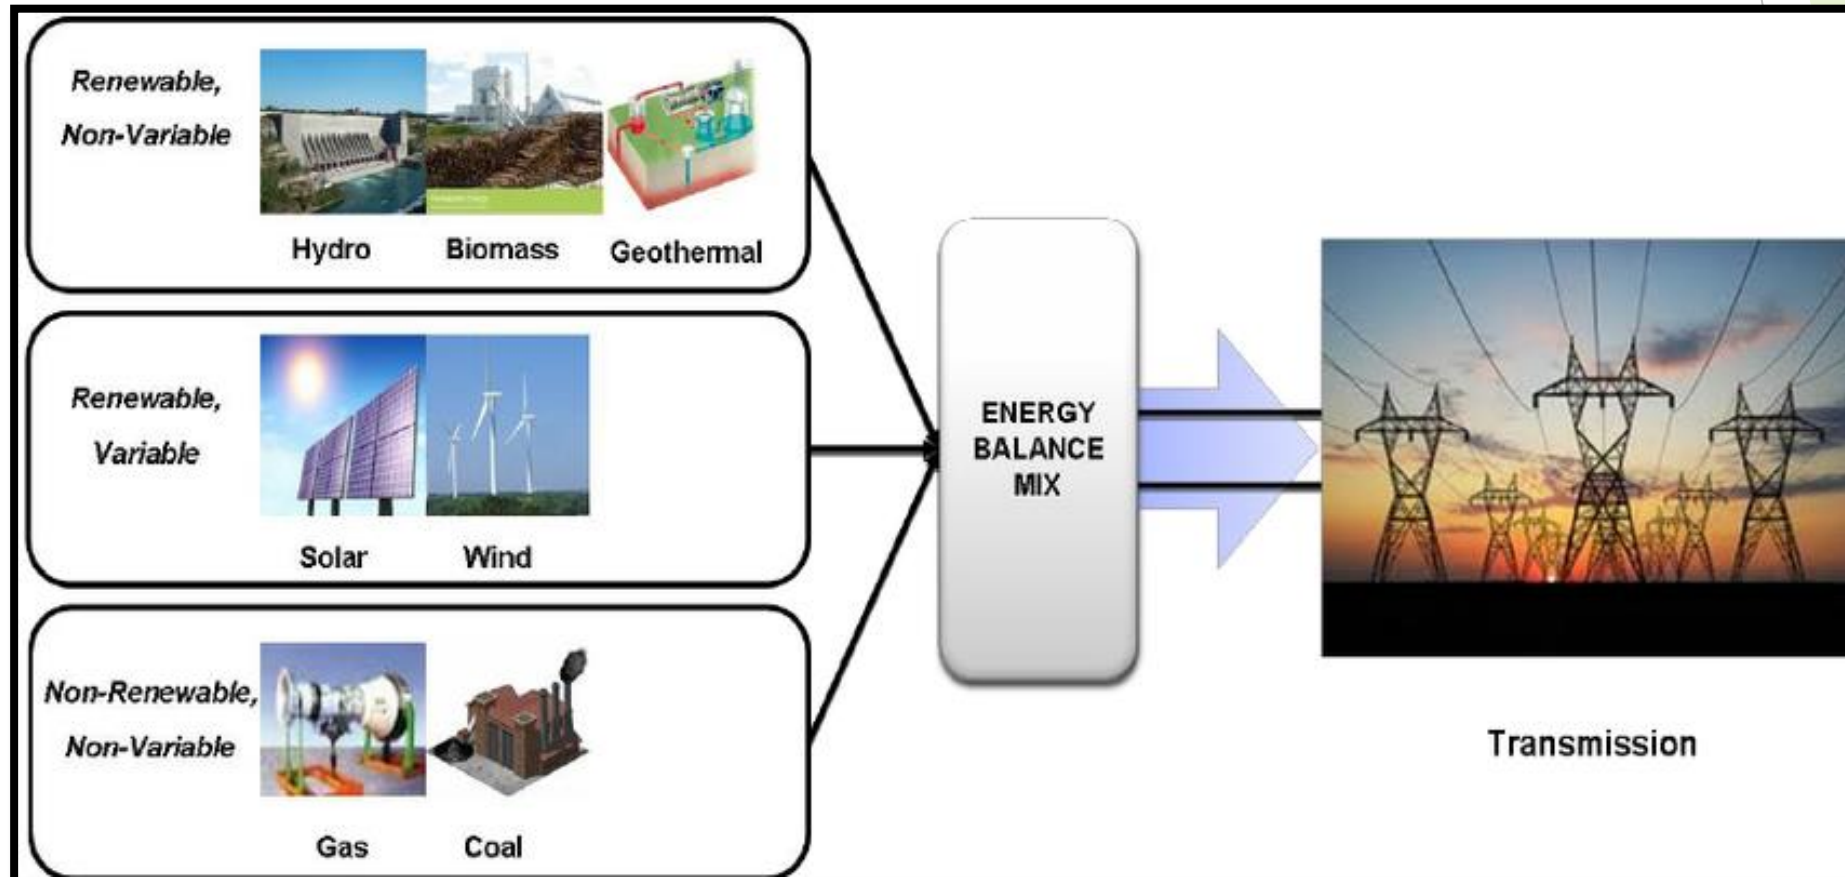 Renewable,
Non-Variable
Hydro
Biomass
Geothermal
Renewable,
Variable
Solar
Wind
Non-Renewable,
Non-Variable
Gas
Coal
ENERGY
BALANCE
MIX
Transmission